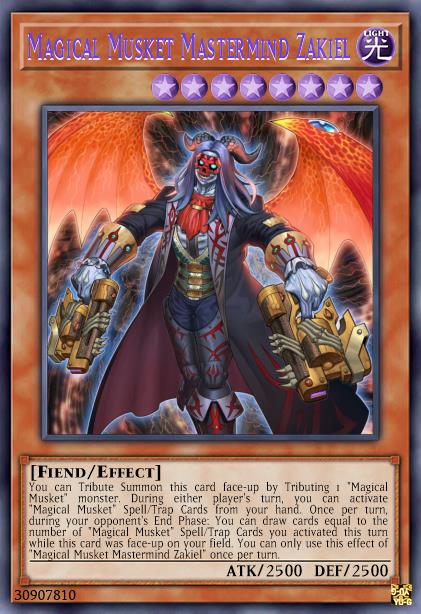 Magical Musket Mastermind Zakiel
LIGHT
光
[Fiend/Effect]
You can Tribute Summon this card face-up by Tributing 1 "Magical
Musket" monster. During either player's turn, you can activate
"Magical Musket" Spell/Trap Cards from your hand. Once per turn,
during your opponent's End Phase: You can draw cards equal to the
number of "Magical Musket" Spell/Trap Cards you activated this turn
while this card was face-up on your field. You can only use this effect of
"Magical Musket Mastermind Zakiel" once per turn.
ATK/2500 DEF/2500
30907810